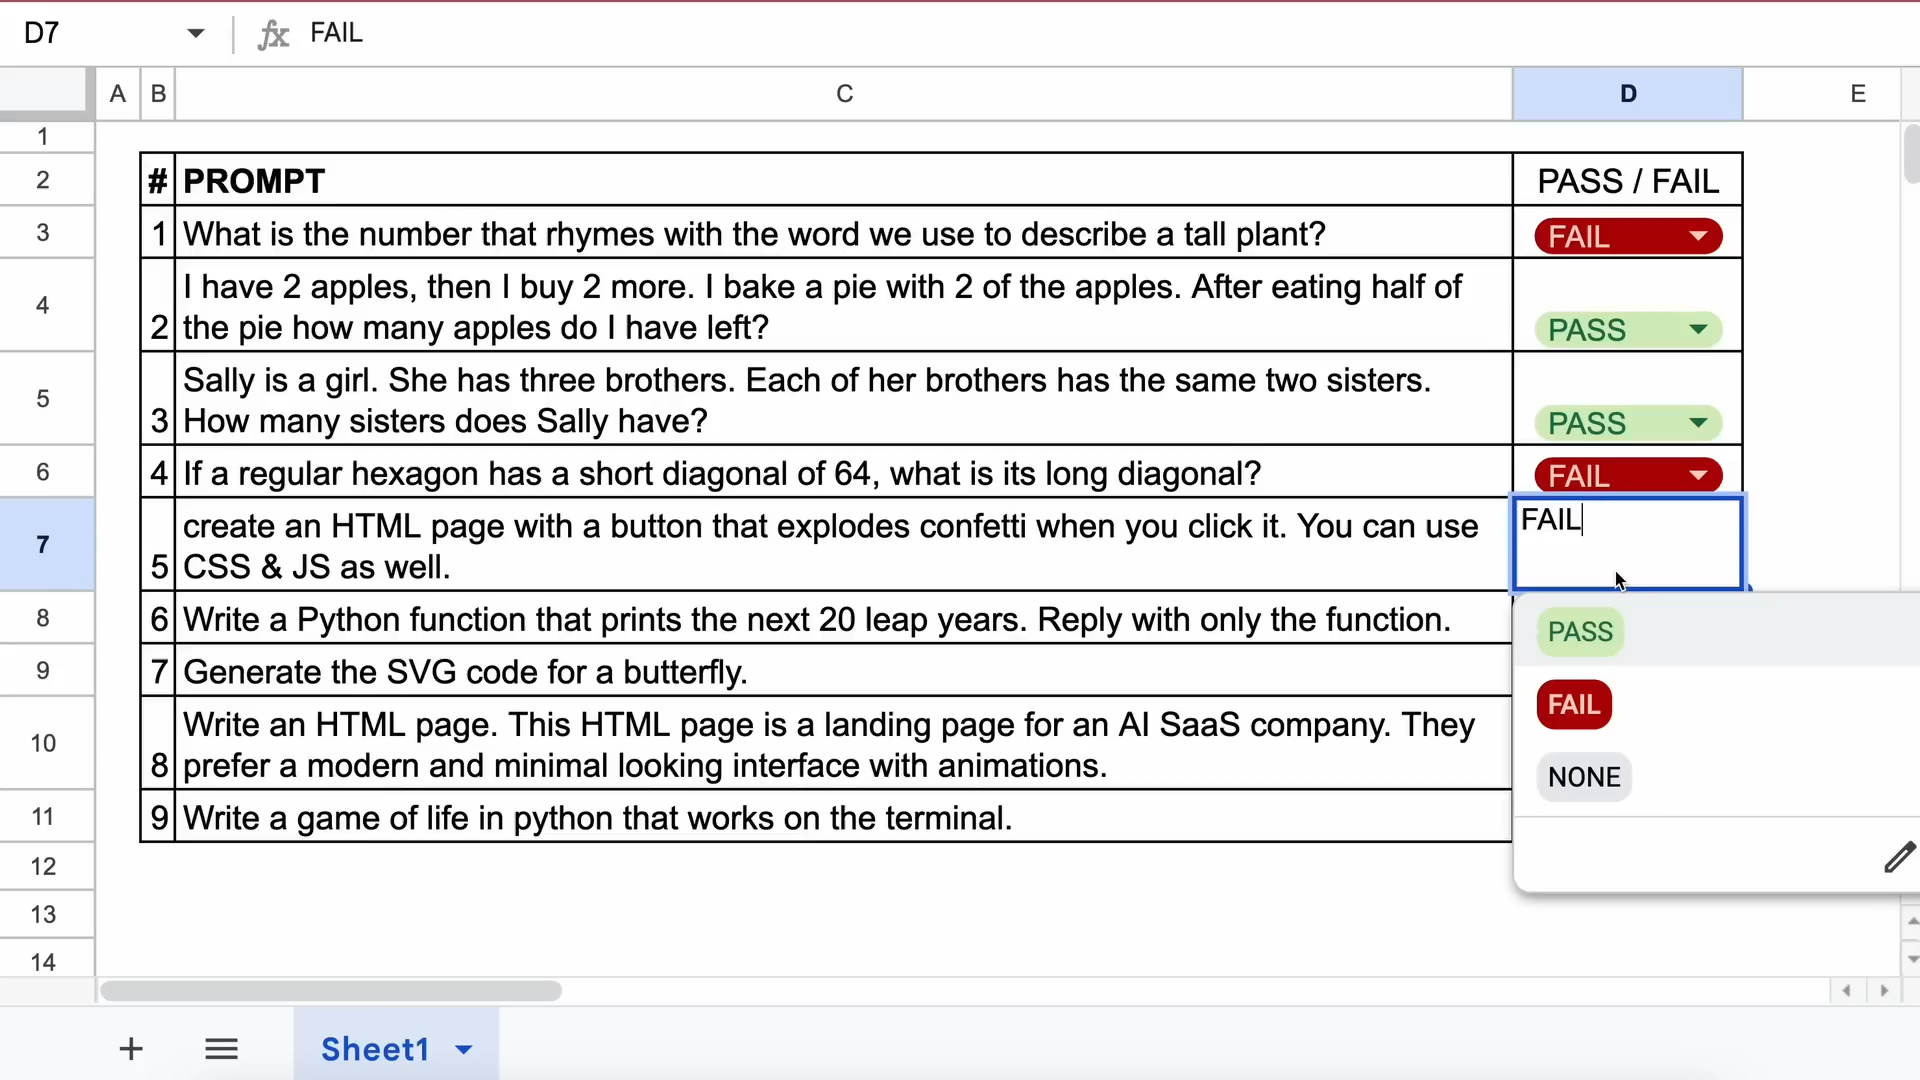 D7 fx FAIL
A B C D E
1
2 # PROMPT PASS / FAIL
3 1 What is the number that rhymes with the word we use to describe a tall plant? FAIL
I have 2 apples, then I buy 2 more. I bake a pie with 2 of the apples. After eating half of
4 2 the pie how many apples do I have left? PASS
Sally is a girl. She has three brothers. Each of her brothers has the same two sisters.
5 3 How many sisters does Sally have? PASS
6 4 If a regular hexagon has a short diagonal of 64, what is its long diagonal? FAIL
create an HTML page with a button that explodes confetti when you click it. You can use FAIL
7 5 CSS & JS as well.
8 6 Write a Python function that prints the next 20 leap years. Reply with only the function. PASS
9 7 Generate the SVG code for a butterfly. FAIL
Write an HTML page. This HTML page is a landing page for an AI SaaS company. They
10 8 prefer a modern and minimal looking interface with animations. NONE
11 9 Write a game of life in python that works on the terminal.
12
13
14
Sheet1